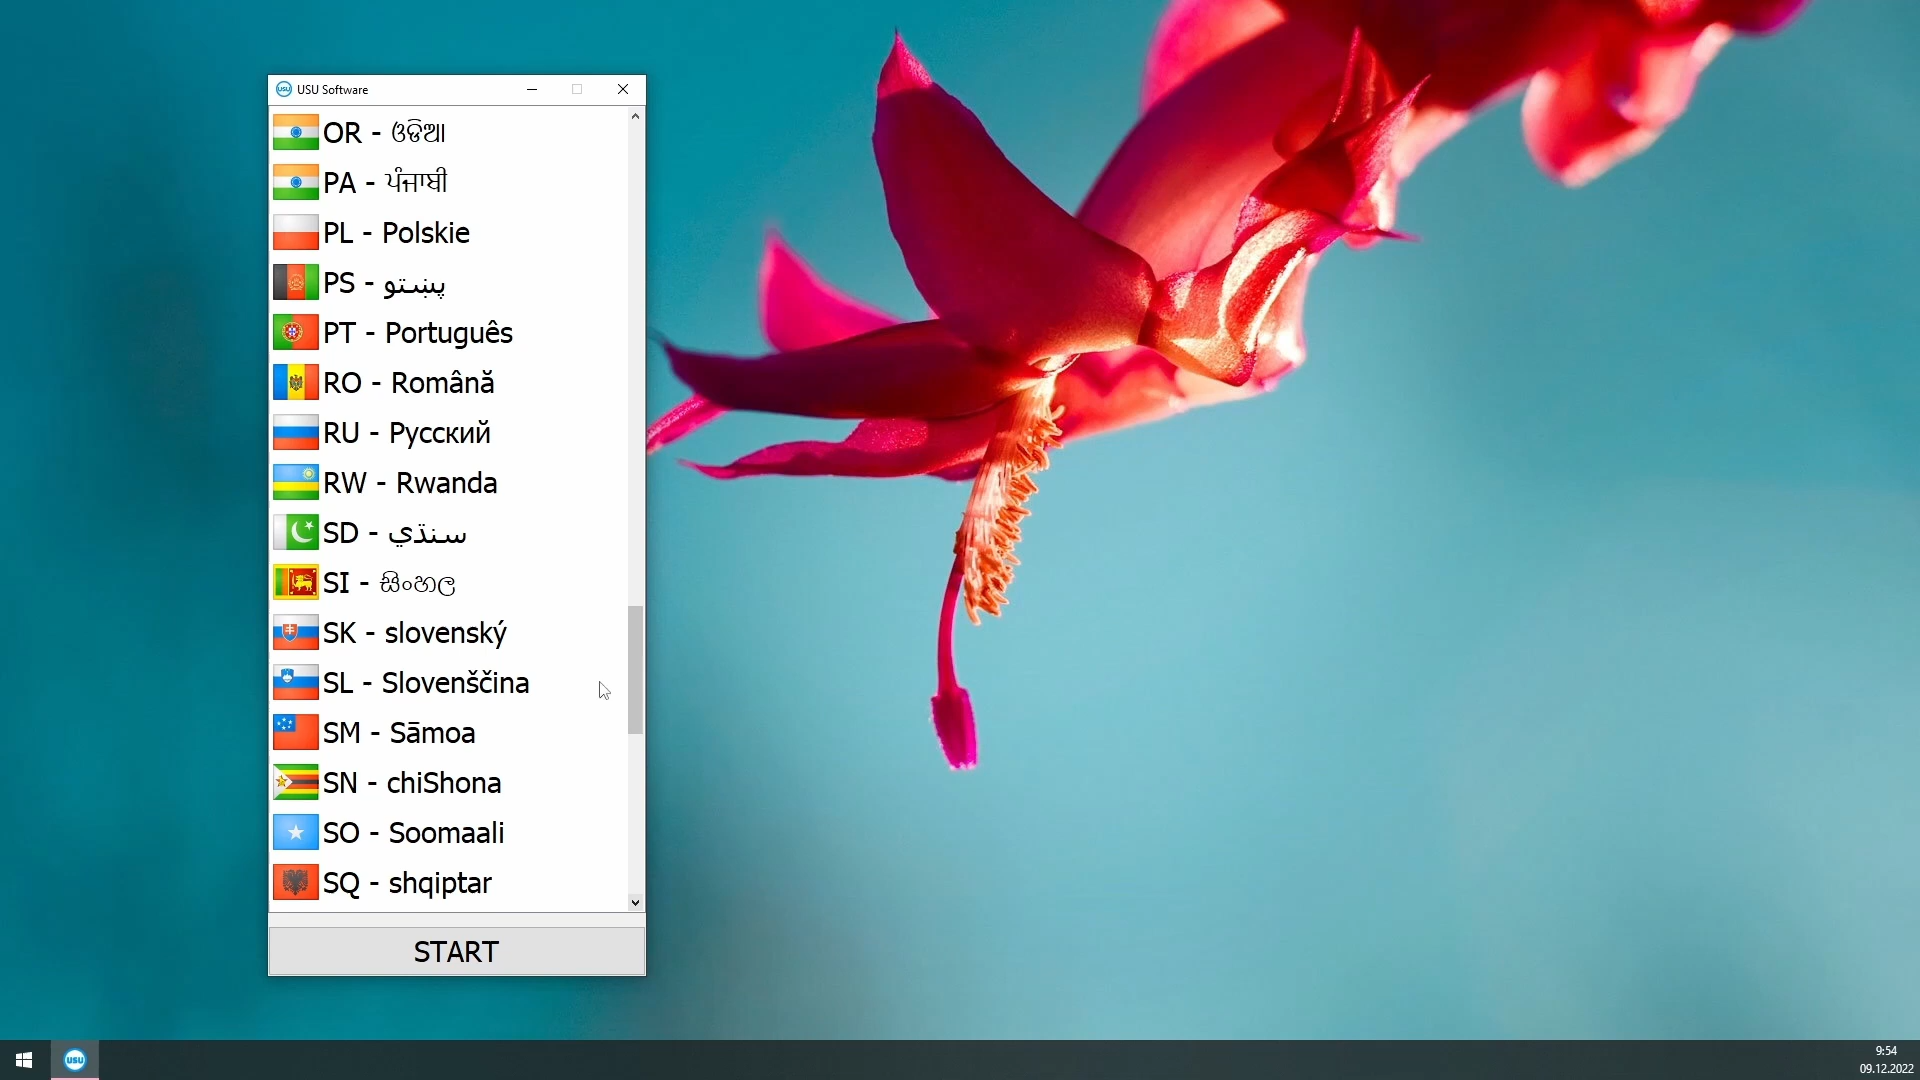 USU Software
OR - ଓଡିଆ
PA - ਪੰਜਾਬੀ
PL - Polskie
PS - پښتو
PT - Português
RO - Română
RU - Русский
RW - Rwanda
SD - سنڌي
SI - සිංහල
SK - slovenský
SL - Slovenščina
SM - Sāmoa
SN - chiShona
SO - Soomaali
SQ - shqiptar
START
USU
9:54
09.12.2022